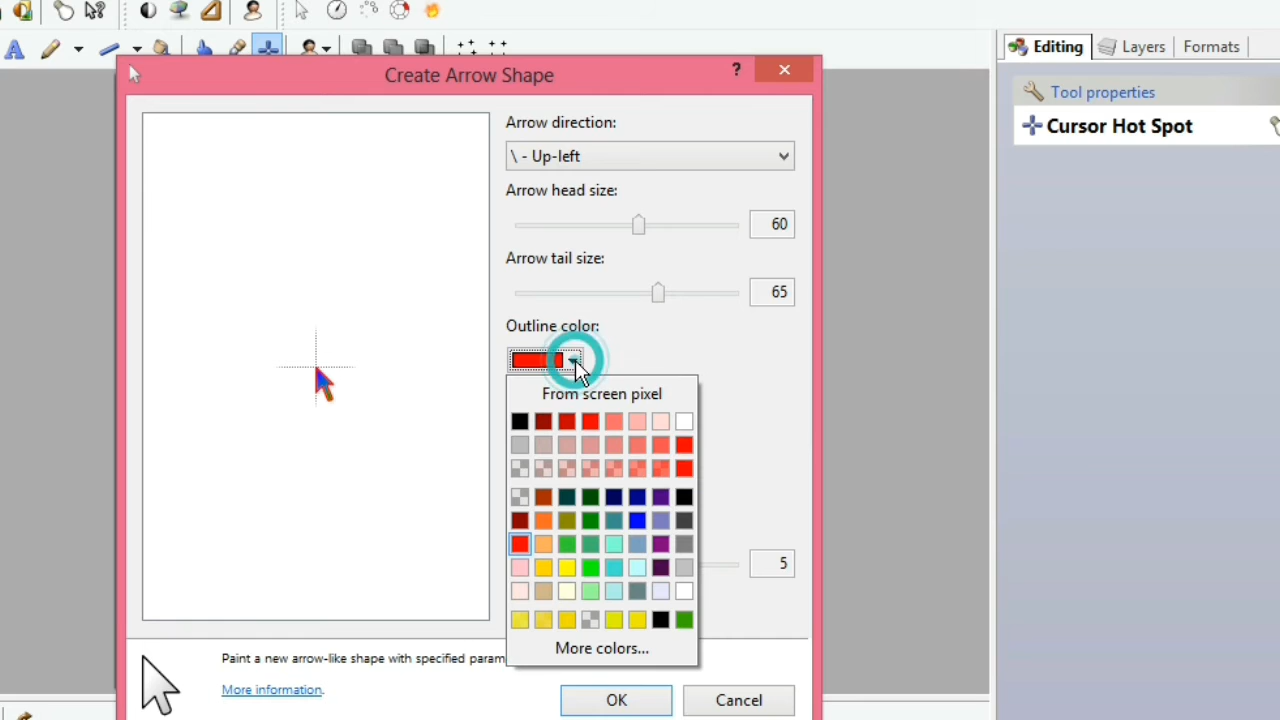 Editing
Layers
Formats
Create Arrow Shape
?
Tool properties
Cursor Hot Spot
Arrow direction:
\ - Up-left
Arrow head size:
60
Arrow tail size:
65
Outline color:
From screen pixel
5
More colors...
Paint a new arrow-like shape with specified param
More information.
OK
Cancel